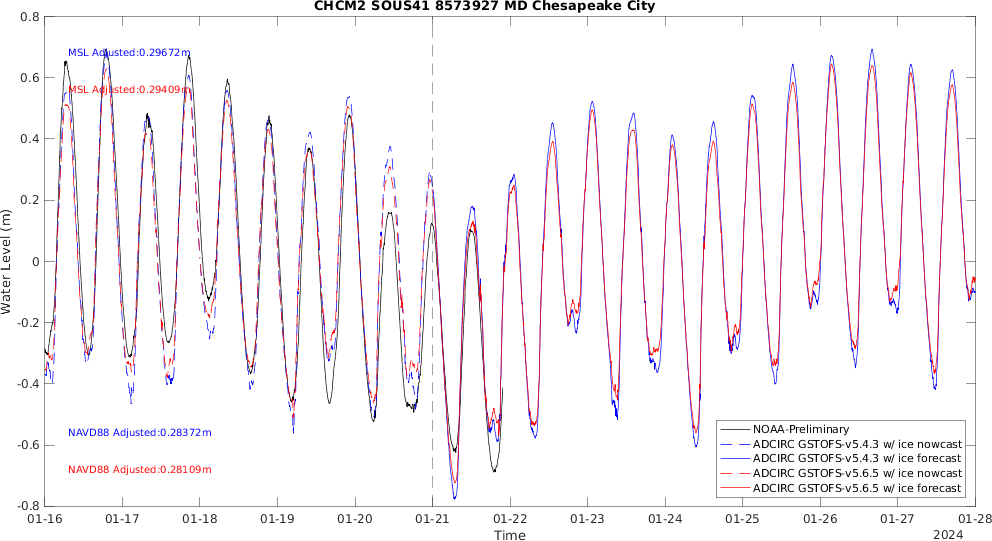 CHCM2 SOUS41 8573927 MD Chesapeake City
Water Level (m)
0.8
0.6
0.4
0.2
0
-0.2
-0.4
-0.6
-0.8
MSL Adjusted:0.29672m
MSL Adjusted:0.29409m
NAVD88 Adjusted:0.28372m
NAVD88 Adjusted:0.28109m
NOAA-Preliminary
ADCIRC GSTOFS-v5.4.3 w/ ice nowcast
ADCIRC GSTOFS-v5.4.3 w/ ice forecast
ADCIRC GSTOFS-v5.6.5 w/ ice nowcast
ADCIRC GSTOFS-v5.6.5 w/ ice forecast
01-16 01-17 01-18 01-19 01-20 01-21 01-22 01-23 01-24 01-25 01-26 01-27 01-28
Time
2024